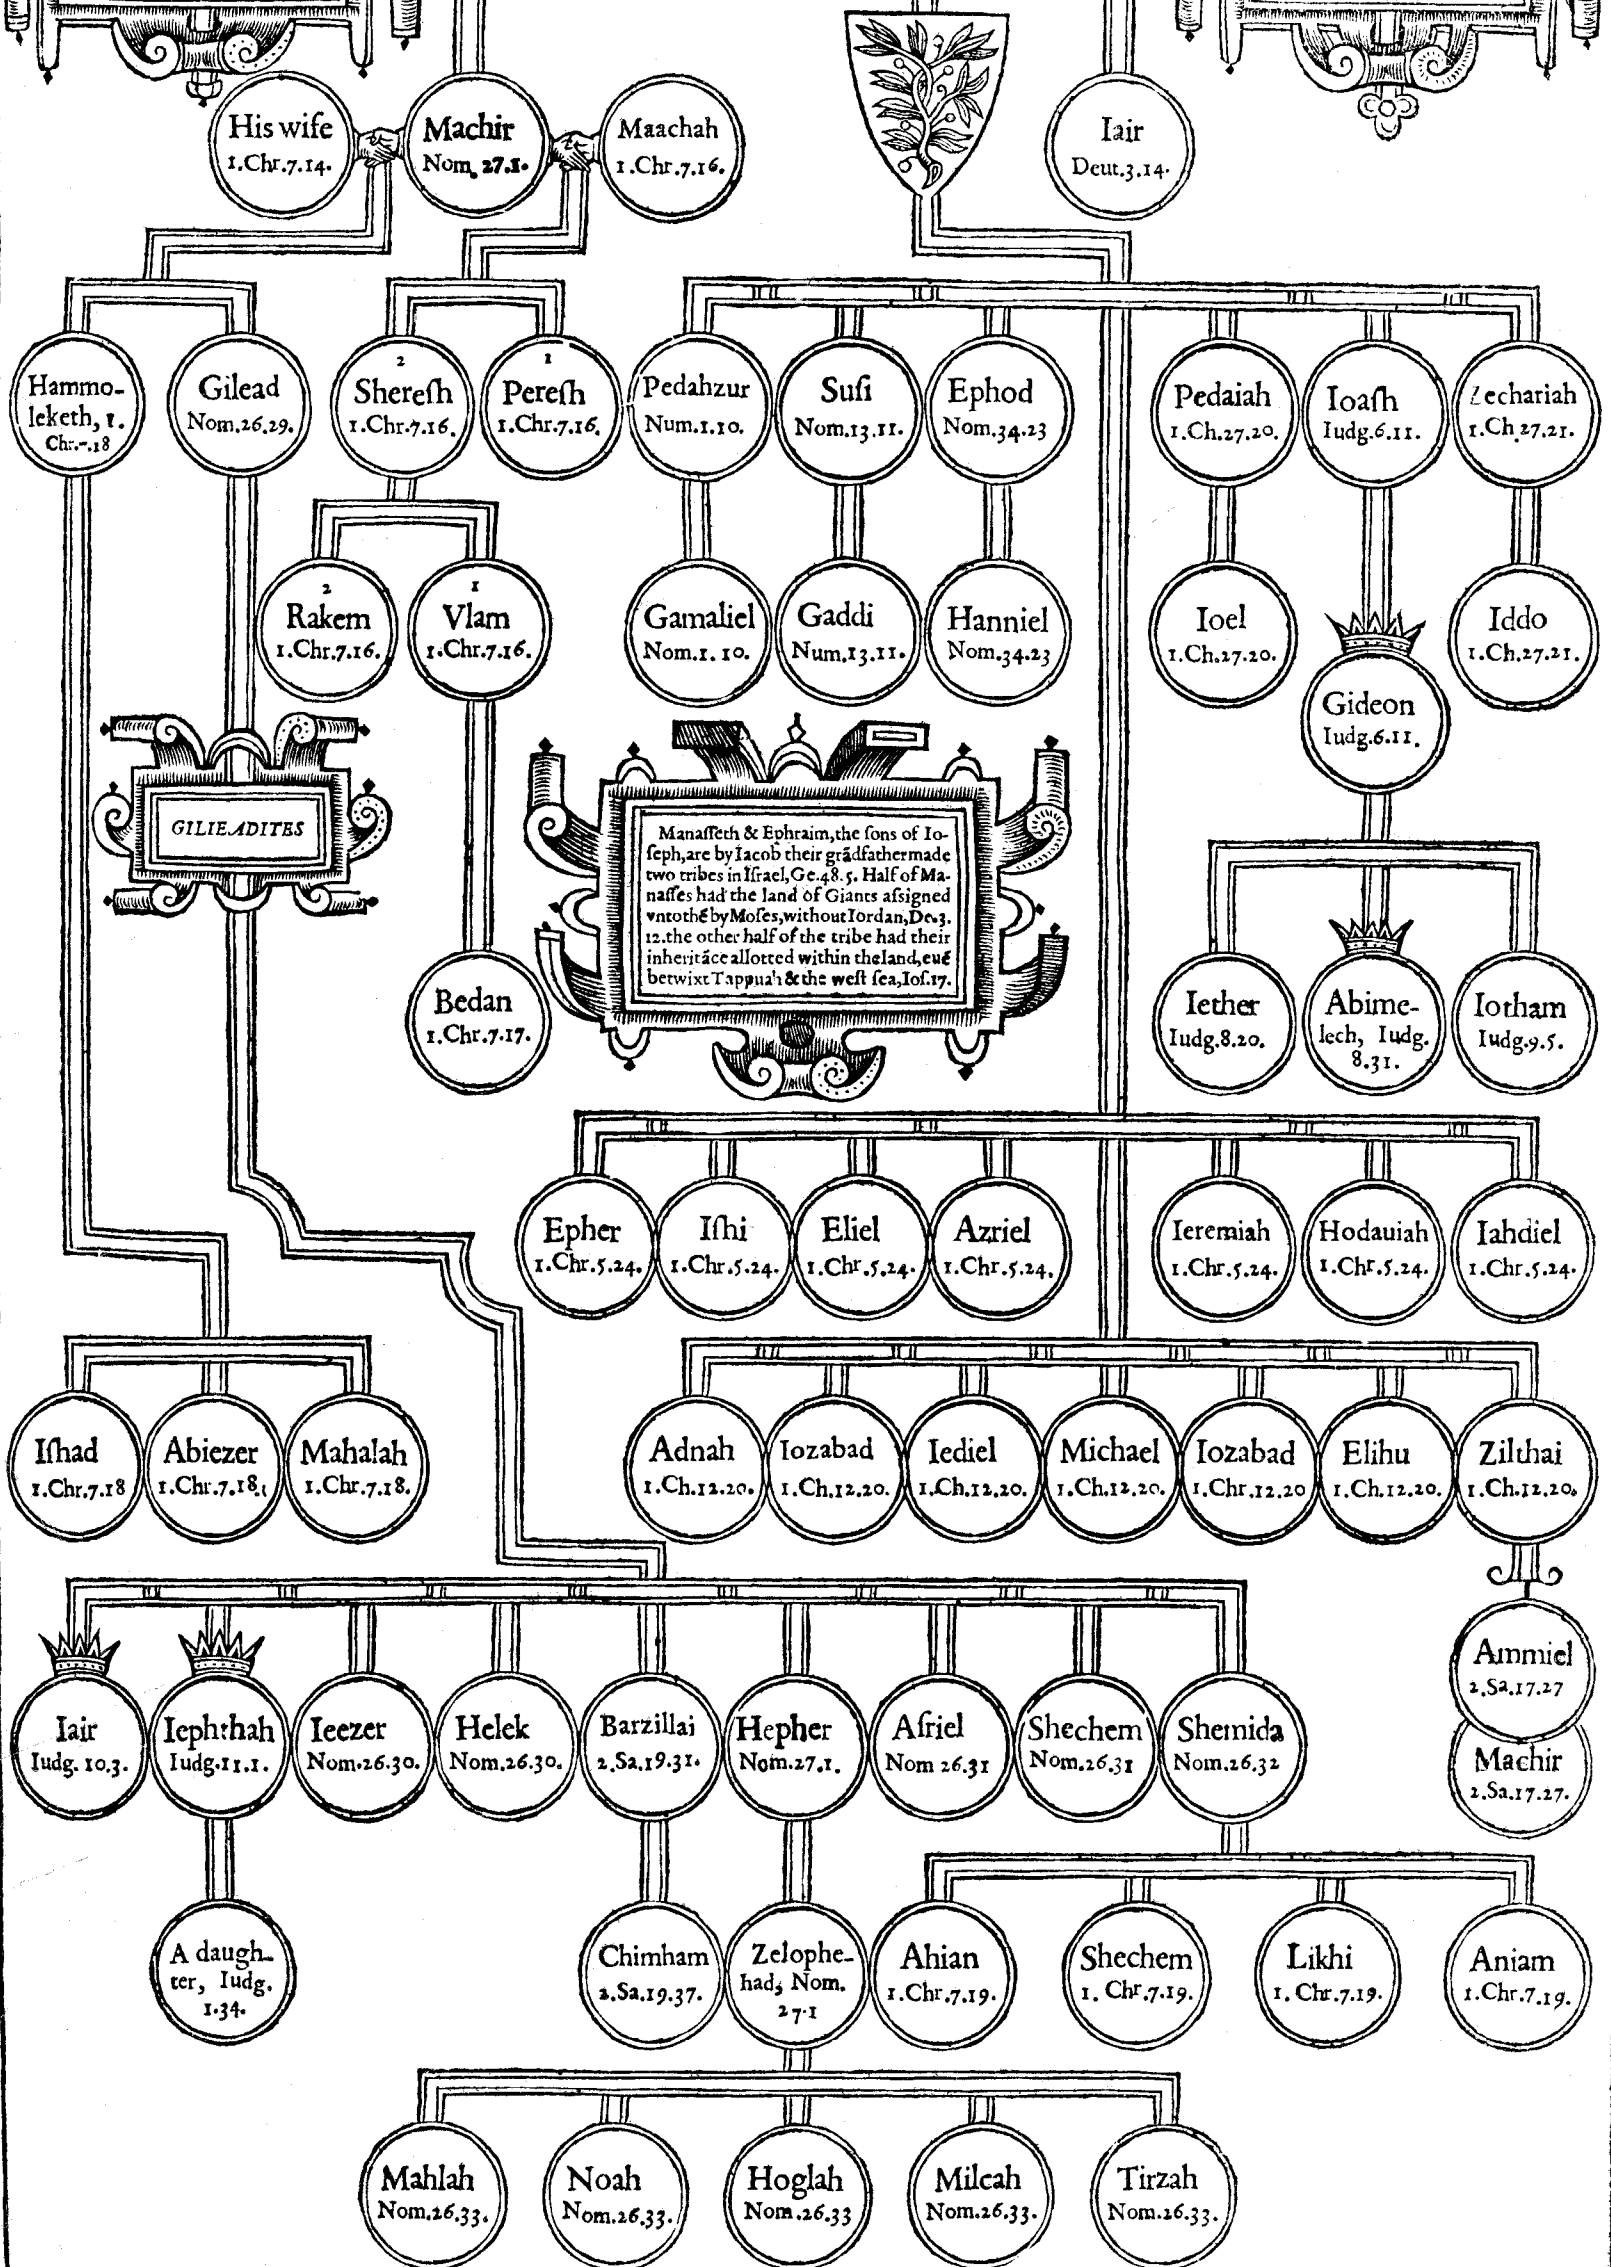 His wife
1.Chr.7.14.
Machir
Nom. 27.1.
Maachah
1.Chr.7.16.
Iair
Deut.3.14.
Hammo-
leketh, 1.
Chr.-.18
Gilead
Nom.26.29.
2
Shereſh
1.Chr.7.16.
1
Pereſh
1.Chr.7.16.
Pedahzur
Num.1.10.
Suſi
Nom.13.11.
Ephod
Nom.34.23
Pedaiah
1.Ch.27.20.
Ioaſh
Iudg.6.11.
Zechariah
1.Ch.27.21.
2
Rakem
1.Chr.7.16.
1
Vlam
1.Chr.7.16.
Gamaliel
Nom.1.10.
Gaddi
Num.13.11.
Hanniel
Nom.34.23
Ioel
1.Ch.27.20.
Gideon
Iudg.6.11.
Iddo
1.Ch.27.21.
GILIEADITES
Manaſſeth & Ephraim,the ſons of Io-
ſeph,are by Iacob their grādfather made
two tribes in Iſrael,Ge.48.5. Half of Ma-
naſſes had the land of Giants aſsigned
vnto thē by Moſes,without Iordan,De.3.
12.the other half of the tribe had their
inheritāce allotted within the land,euē
betwixt Tappuah & the weſt ſea,Ioſ.17.
Bedan
1.Chr.7.17.
Iether
Iudg.8.20.
Abime-
lech, Iudg.
8.31.
Iotham
Iudg.9.5.
Epher
1.Chr.5.24.
Iſhi
1.Chr.5.24.
Eliel
1.Chr.5.24.
Azriel
1.Chr.5.24.
Ieremiah
1.Chr.5.24.
Hodauiah
1.Chr.5.24.
Iahdiel
1.Chr.5.24.
Iſhad
1.Chr.7.18
Abiezer
1.Chr.7.18.
Mahalah
1.Chr.7.18.
Adnah
1.Ch.12.20.
Iozabad
1.Ch.12.20.
Iediel
1.Ch.12.20.
Michael
1.Ch.12.20.
Iozabad
1.Chr.12.20
Elihu
1.Ch.12.20.
Zilthai
1.Ch.12.20.
Iair
Iudg.10.3.
Iephthah
Iudg.11.1.
Ieezer
Nom.26.30.
Helek
Nom.26.30.
Barzillai
2.Sa.19.31.
Hepher
Nom.27.1.
Aſriel
Nom 26.31
Shechem
Nom.26.31
Shemida
Nom.26.32
Ammiel
2.Sa.17.27
Machir
2.Sa.17.27.
A daugh-
ter, Iudg.
1.34.
Chimham
2.Sa.19.37.
Zelophe-
had, Nom.
27.1
Ahian
1.Chr.7.19.
Shechem
1. Chr.7.19.
Likhi
1. Chr.7.19.
Aniam
1.Chr.7.19.
Mahlah
Nom.26.33.
Noah
Nom.26.33.
Hoglah
Nom.26.33
Milcah
Nom.26.33.
Tirzah
Nom.26.33.